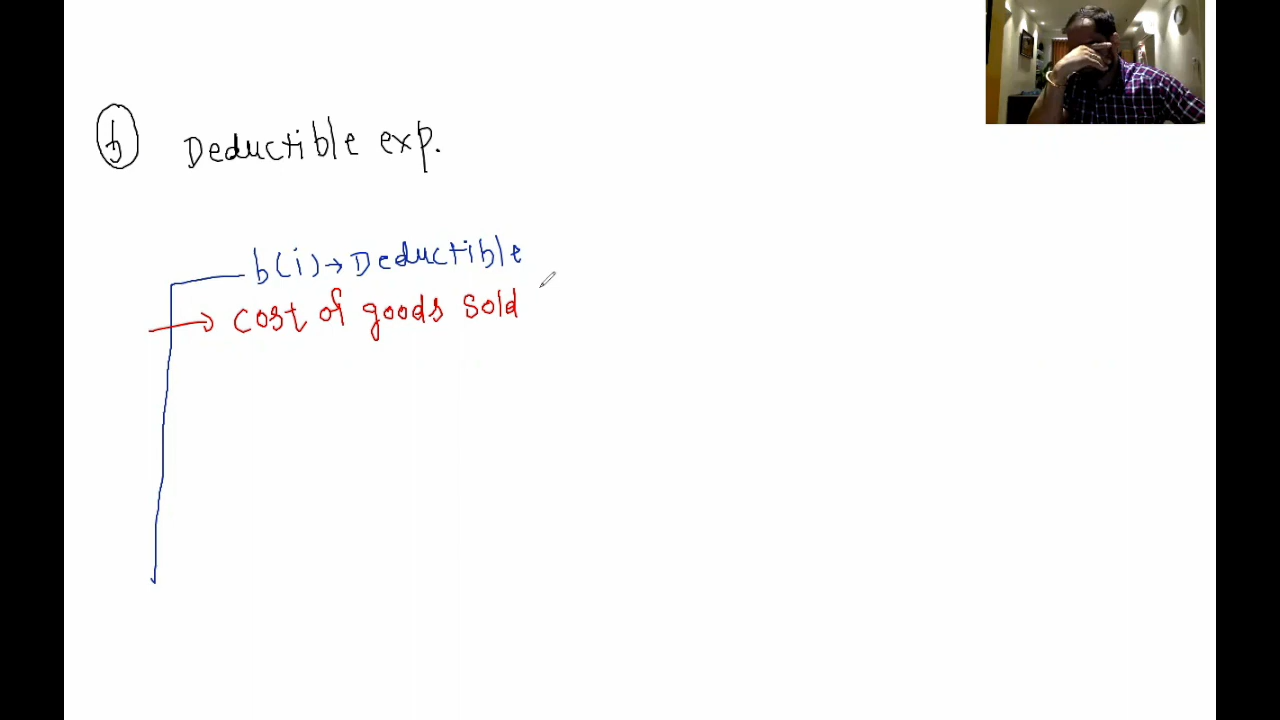 b Deductible exp.
b(i) → Deductible
→ cost of goods sold